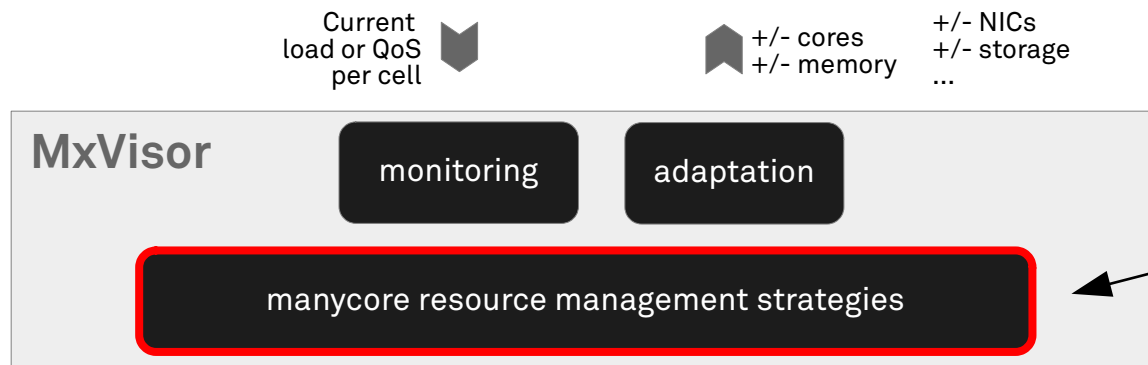 Current
load or QoS
per cell
+/- cores
+/- memory
+/- NICs
+/- storage
...
MxVisor
monitoring
adaptation
manycore resource management strategies